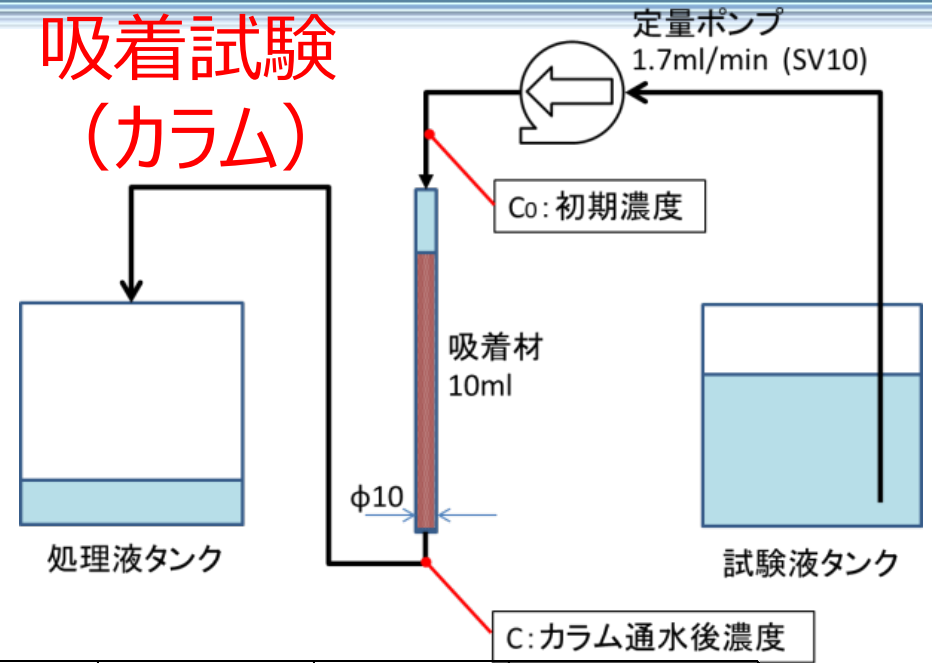 吸着試験
（カラム）
定量ポンプ
1.7ml/min (SV10)
C₀：初期濃度
吸着材
10ml
φ10
処理液タンク
試験液タンク
C：カラム通水後濃度